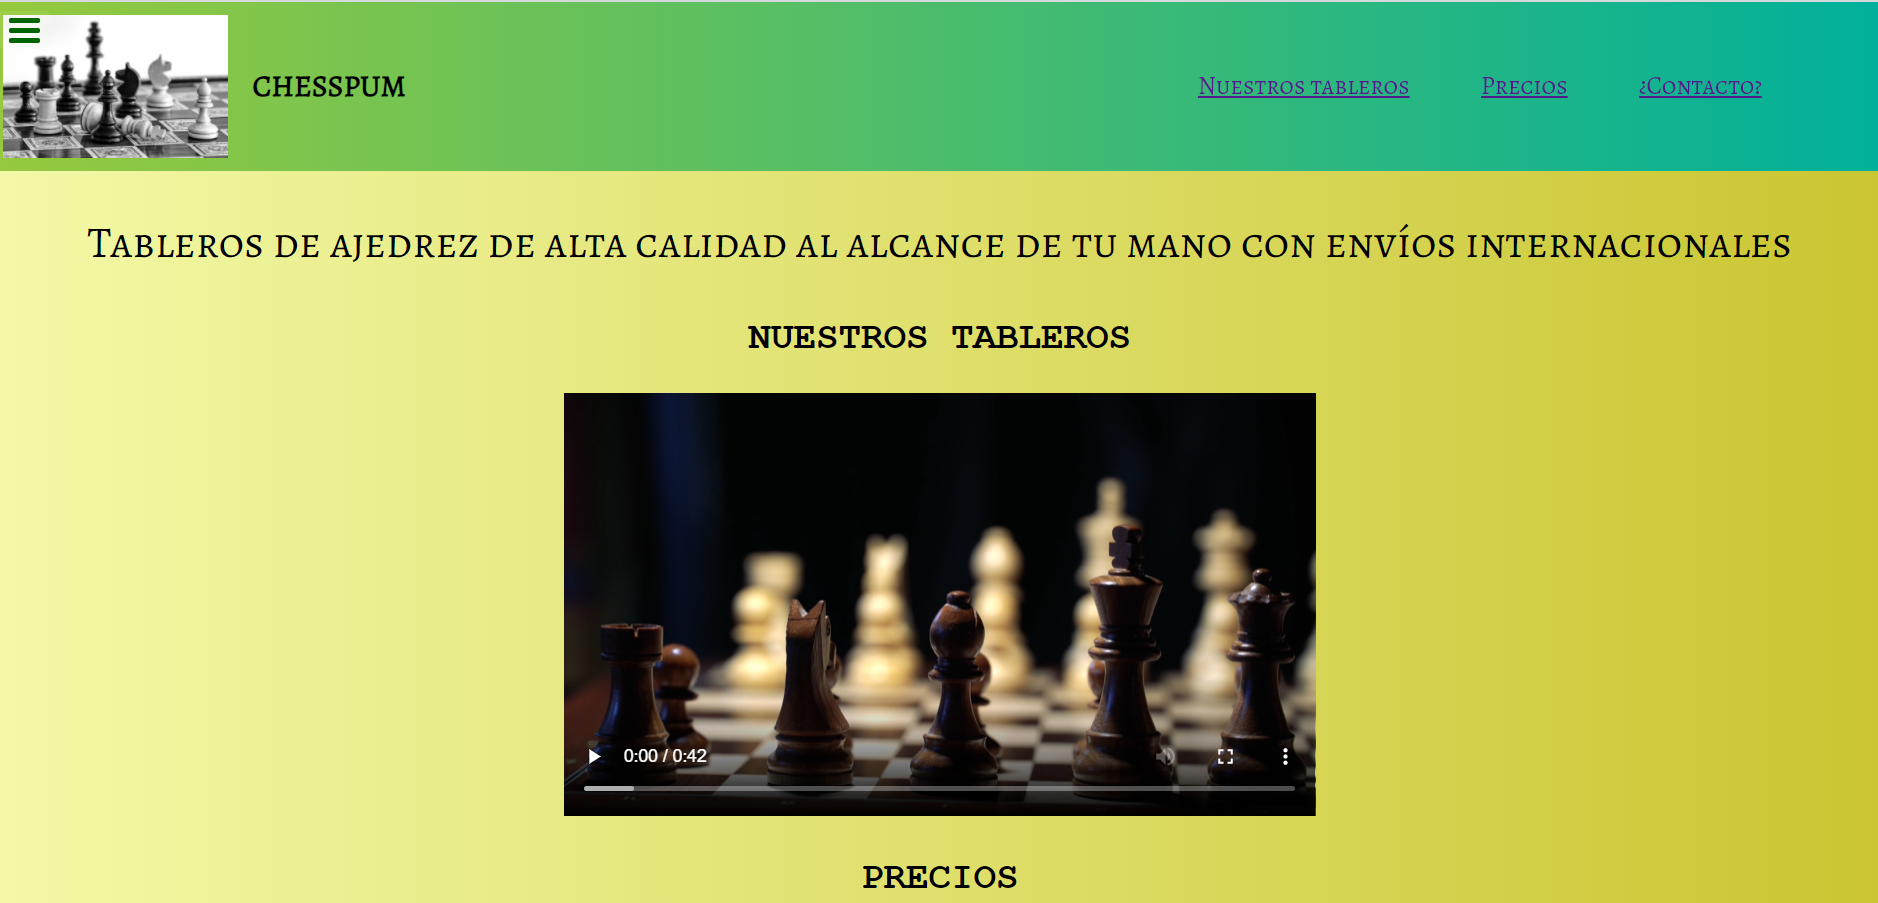 CHESSPUM
Nuestros tableros
Precios
¿Contacto?
Tableros de ajedrez de alta calidad al alcance de tu mano con envíos internacionales
NUESTROS TABLEROS
0:00 / 0:42
PRECIOS